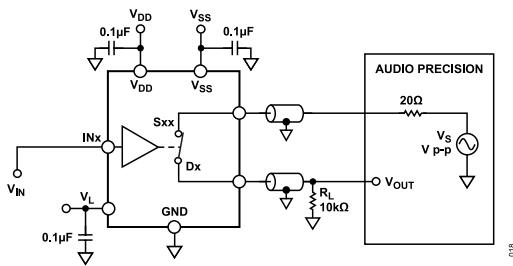 VDD
VSS
0.1µF
0.1µF
VDD
VSS
AUDIO PRECISION
20Ω
Sxx
VS
V p-p
INx
Dx
VIN
VOUT
VL
RL
10kΩ
GND
0.1µF
018